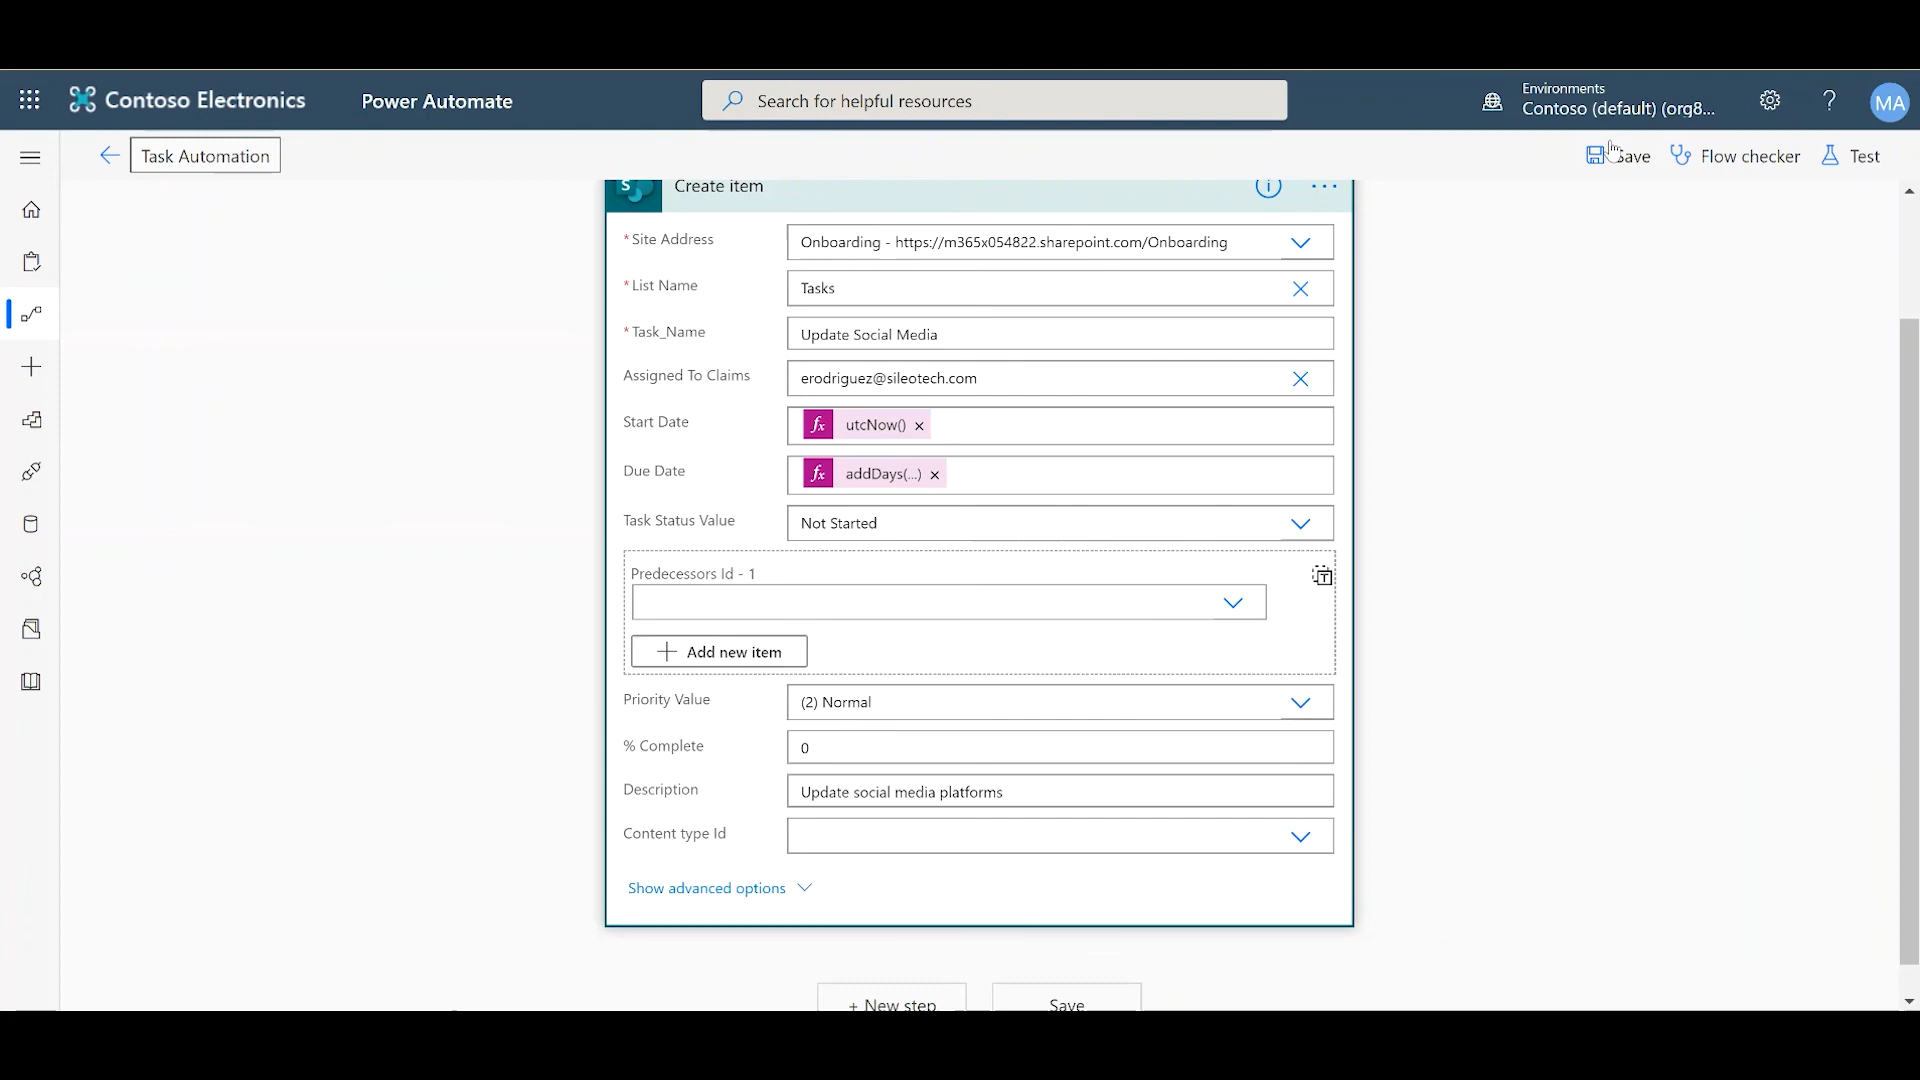 Contoso Electronics
Power Automate
Search for helpful resources
Environments
Contoso (default) (org8...
MA
Task Automation
Save
Flow checker
Test
Create item
* Site Address
Onboarding - https://m365x054822.sharepoint.com/Onboarding
* List Name
Tasks
* Task_Name
Update Social Media
Assigned To Claims
erodriguez@sileotech.com
Start Date
fx utcNow() ×
Due Date
fx addDays(...) ×
Task Status Value
Not Started
Predecessors Id - 1
Add new item
Priority Value
(2) Normal
% Complete
0
Description
Update social media platforms
Content type Id
Show advanced options
+ New step
Save